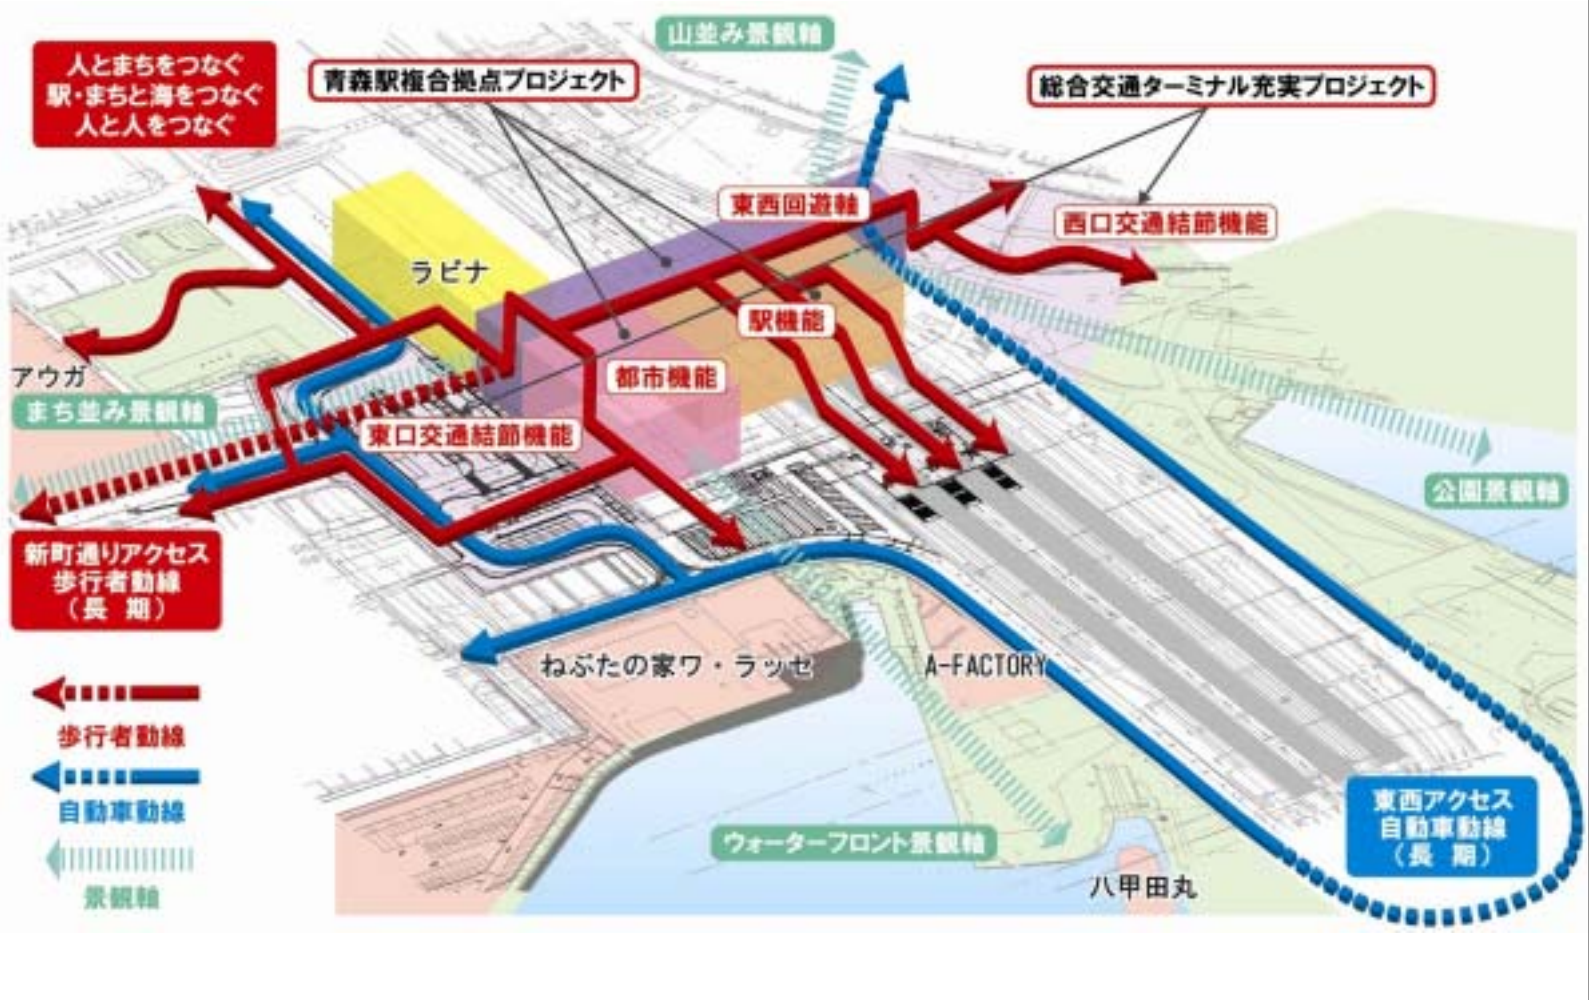 山並み景観軸
人とまちをつなぐ
駅・まちと海をつなぐ
人と人をつなぐ
青森駅複合拠点プロジェクト
総合交通ターミナル充実プロジェクト
東西回遊軸
西口交通結節機能
ラビナ
駅機能
都市機能
アウガ
まち並み景観軸
東口交通結節機能
公園景観軸
新町通りアクセス
歩行者動線
（長　期）
ねぶたの家ワ・ラッセ
A-FACTORY
歩行者動線
自動車動線
景観軸
ウォーターフロント景観軸
八甲田丸
東西アクセス
自動車動線
（長　期）